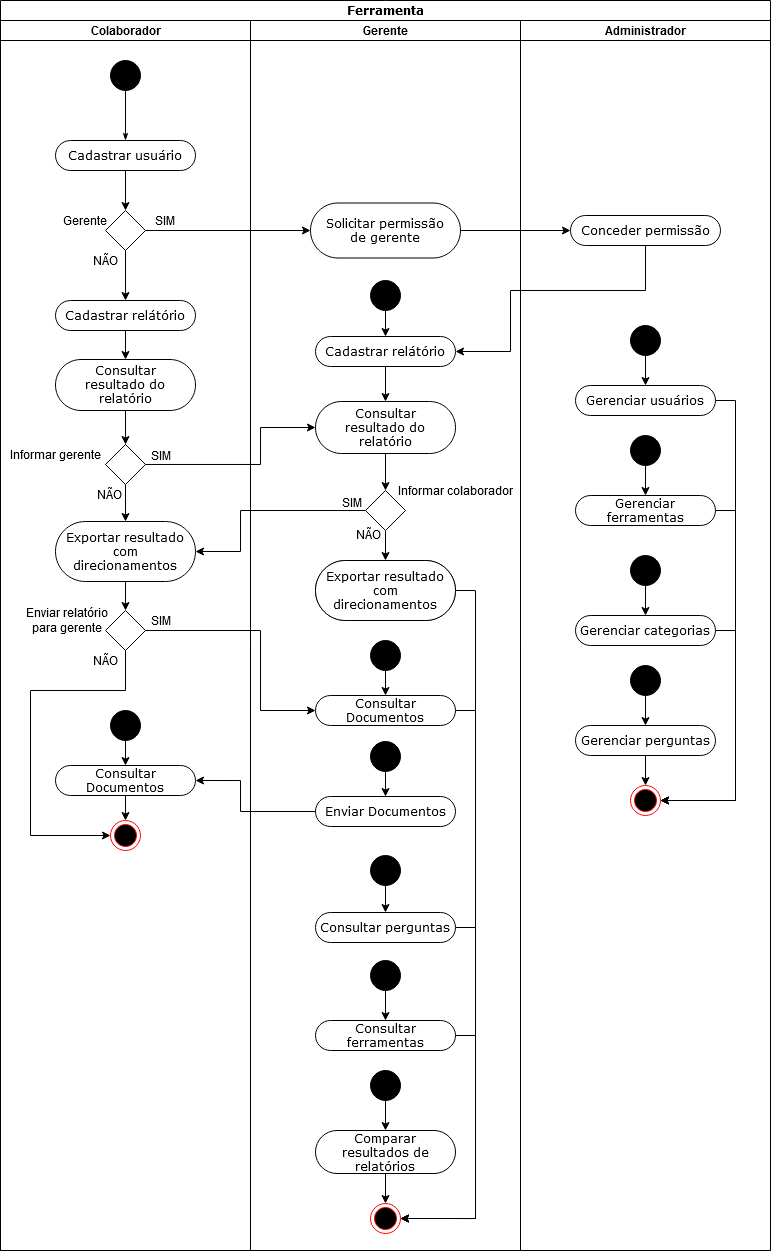 Ferramenta
Colaborador
Gerente
Administrador
Cadastrar usuário
Gerente
SIM
NÃO
Solicitar permissão
de gerente
Conceder permissão
Cadastrar relátório
Consultar
resultado do
relatório
Informar gerente
SIM
NÃO
Exportar resultado
com
direcionamentos
Enviar relatório
para gerente
SIM
NÃO
Consultar
Documentos
Cadastrar relátório
Consultar
resultado do
relatório
Informar colaborador
SIM
NÃO
Exportar resultado
com
direcionamentos
Consultar
Documentos
Enviar Documentos
Consultar perguntas
Consultar
ferramentas
Comparar
resultados de
relatórios
Gerenciar usuários
Gerenciar
ferramentas
Gerenciar categorias
Gerenciar perguntas